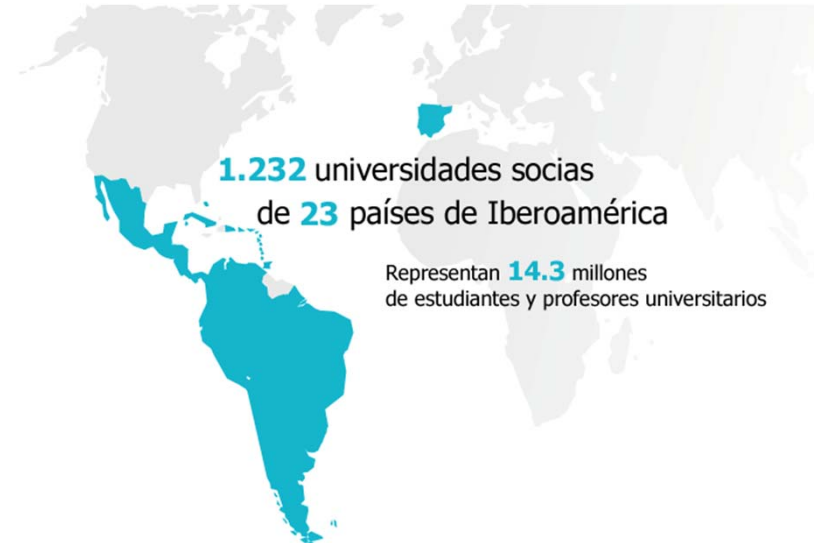 1.232 universidades socias
de 23 países de Iberoamérica
Representan 14.3 millones
de estudiantes y profesores universitarios